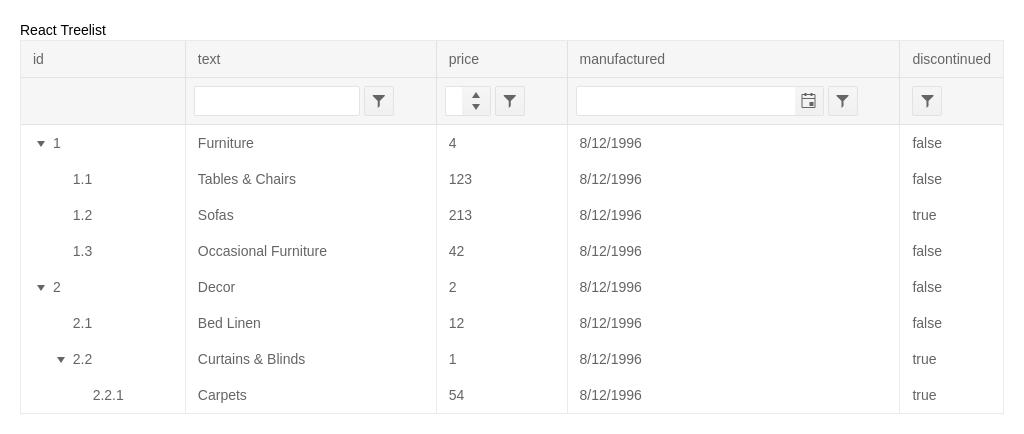 React Treelist
id text price manufactured discontinued
1 Furniture 4 8/12/1996 false
1.1 Tables & Chairs 123 8/12/1996 false
1.2 Sofas 213 8/12/1996 true
1.3 Occasional Furniture 42 8/12/1996 false
2 Decor 2 8/12/1996 false
2.1 Bed Linen 12 8/12/1996 false
2.2 Curtains & Blinds 1 8/12/1996 true
2.2.1 Carpets 54 8/12/1996 true